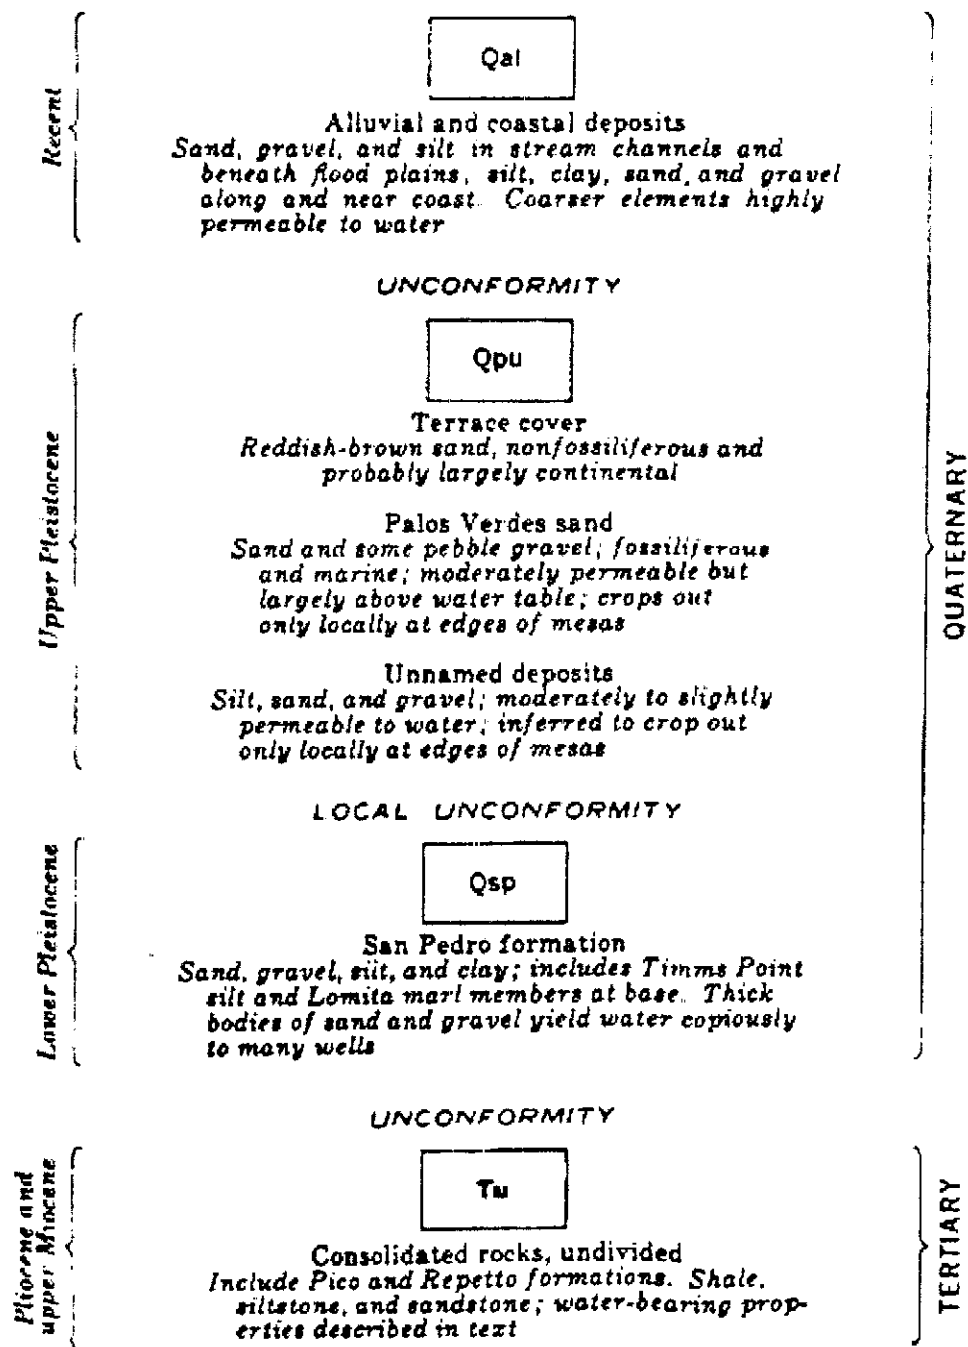 Recent
Qal
Alluvial and coastal deposits
Sand, gravel, and silt in stream channels and
beneath flood plains, silt, clay, sand, and gravel
along and near coast. Coarser elements highly
permeable to water
UNCONFORMITY
Upper Pleistocene
Qpu
Terrace cover
Reddish-brown sand, nonfossiliferous and
probably largely continental
Palos Verdes sand
Sand and some pebble gravel; fossiliferous
and marine; moderately permeable but
largely above water table; crops out
only locally at edges of mesas
Unnamed deposits
Silt, sand, and gravel; moderately to slightly
permeable to water; inferred to crop out
only locally at edges of mesas
QUATERNARY
LOCAL UNCONFORMITY
Lower Pleistocene
Qsp
San Pedro formation
Sand, gravel, silt, and clay; includes Timms Point
silt and Lomita marl members at base. Thick
bodies of sand and gravel yield water copiously
to many wells
UNCONFORMITY
Pliocene and
upper Miocene
Tu
Consolidated rocks, undivided
Include Pico and Repetto formations. Shale,
siltstone, and sandstone; water-bearing prop-
erties described in text
TERTIARY